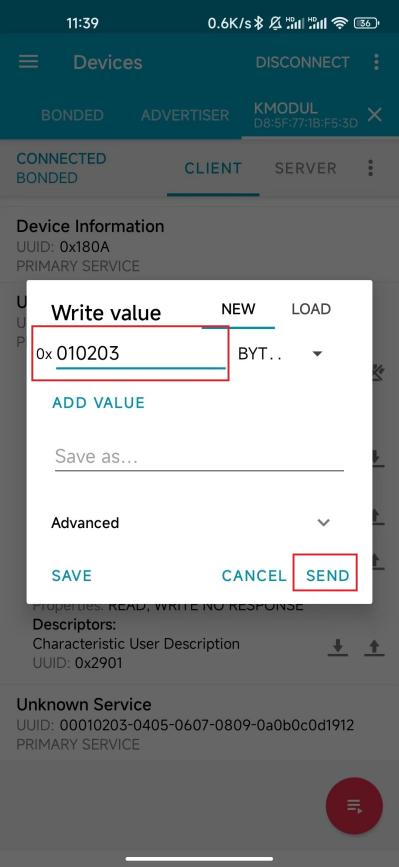 11:39
0.6K/s HD HD 36
Devices
DISCONNECT
BONDED
ADVERTISER
KMODUL
D8:5F:77:1B:F5:3D
CONNECTED
BONDED
CLIENT
SERVER
Device Information
UUID: 0x180A
PRIMARY SERVICE
U
U
P
Write value
NEW
LOAD
0x 010203
BYT..
ADD VALUE
Save as...
Advanced
SAVE
CANCEL
SEND
Properties: READ, WRITE NO RESPONSE
Descriptors:
Characteristic User Description
UUID: 0x2901
Unknown Service
UUID: 00010203-0405-0607-0809-0a0b0c0d1912
PRIMARY SERVICE